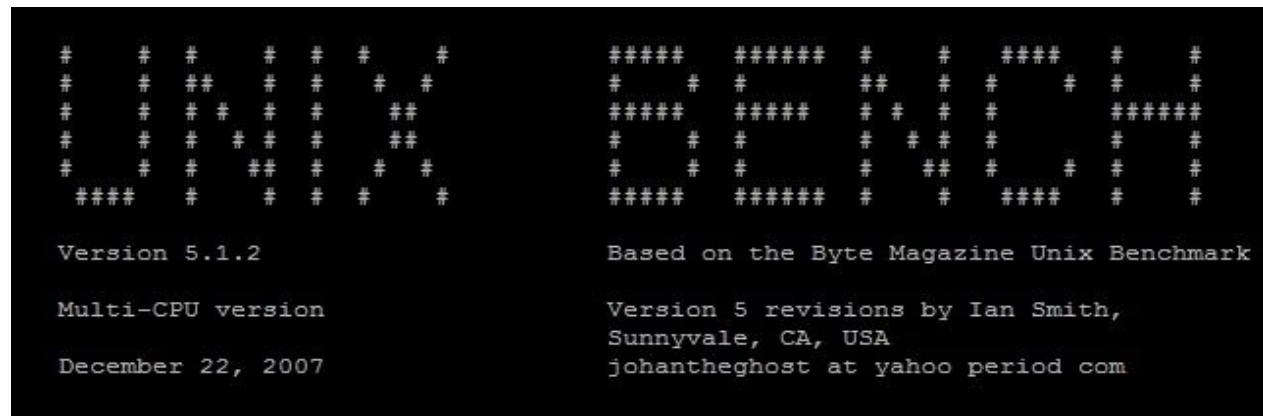 UNIX BENCH
Version 5.1.2 Based on the Byte Magazine Unix Benchmark
Multi-CPU version Version 5 revisions by Ian Smith,
Sunnyvale, CA, USA
December 22, 2007 johantheghost at yahoo period com